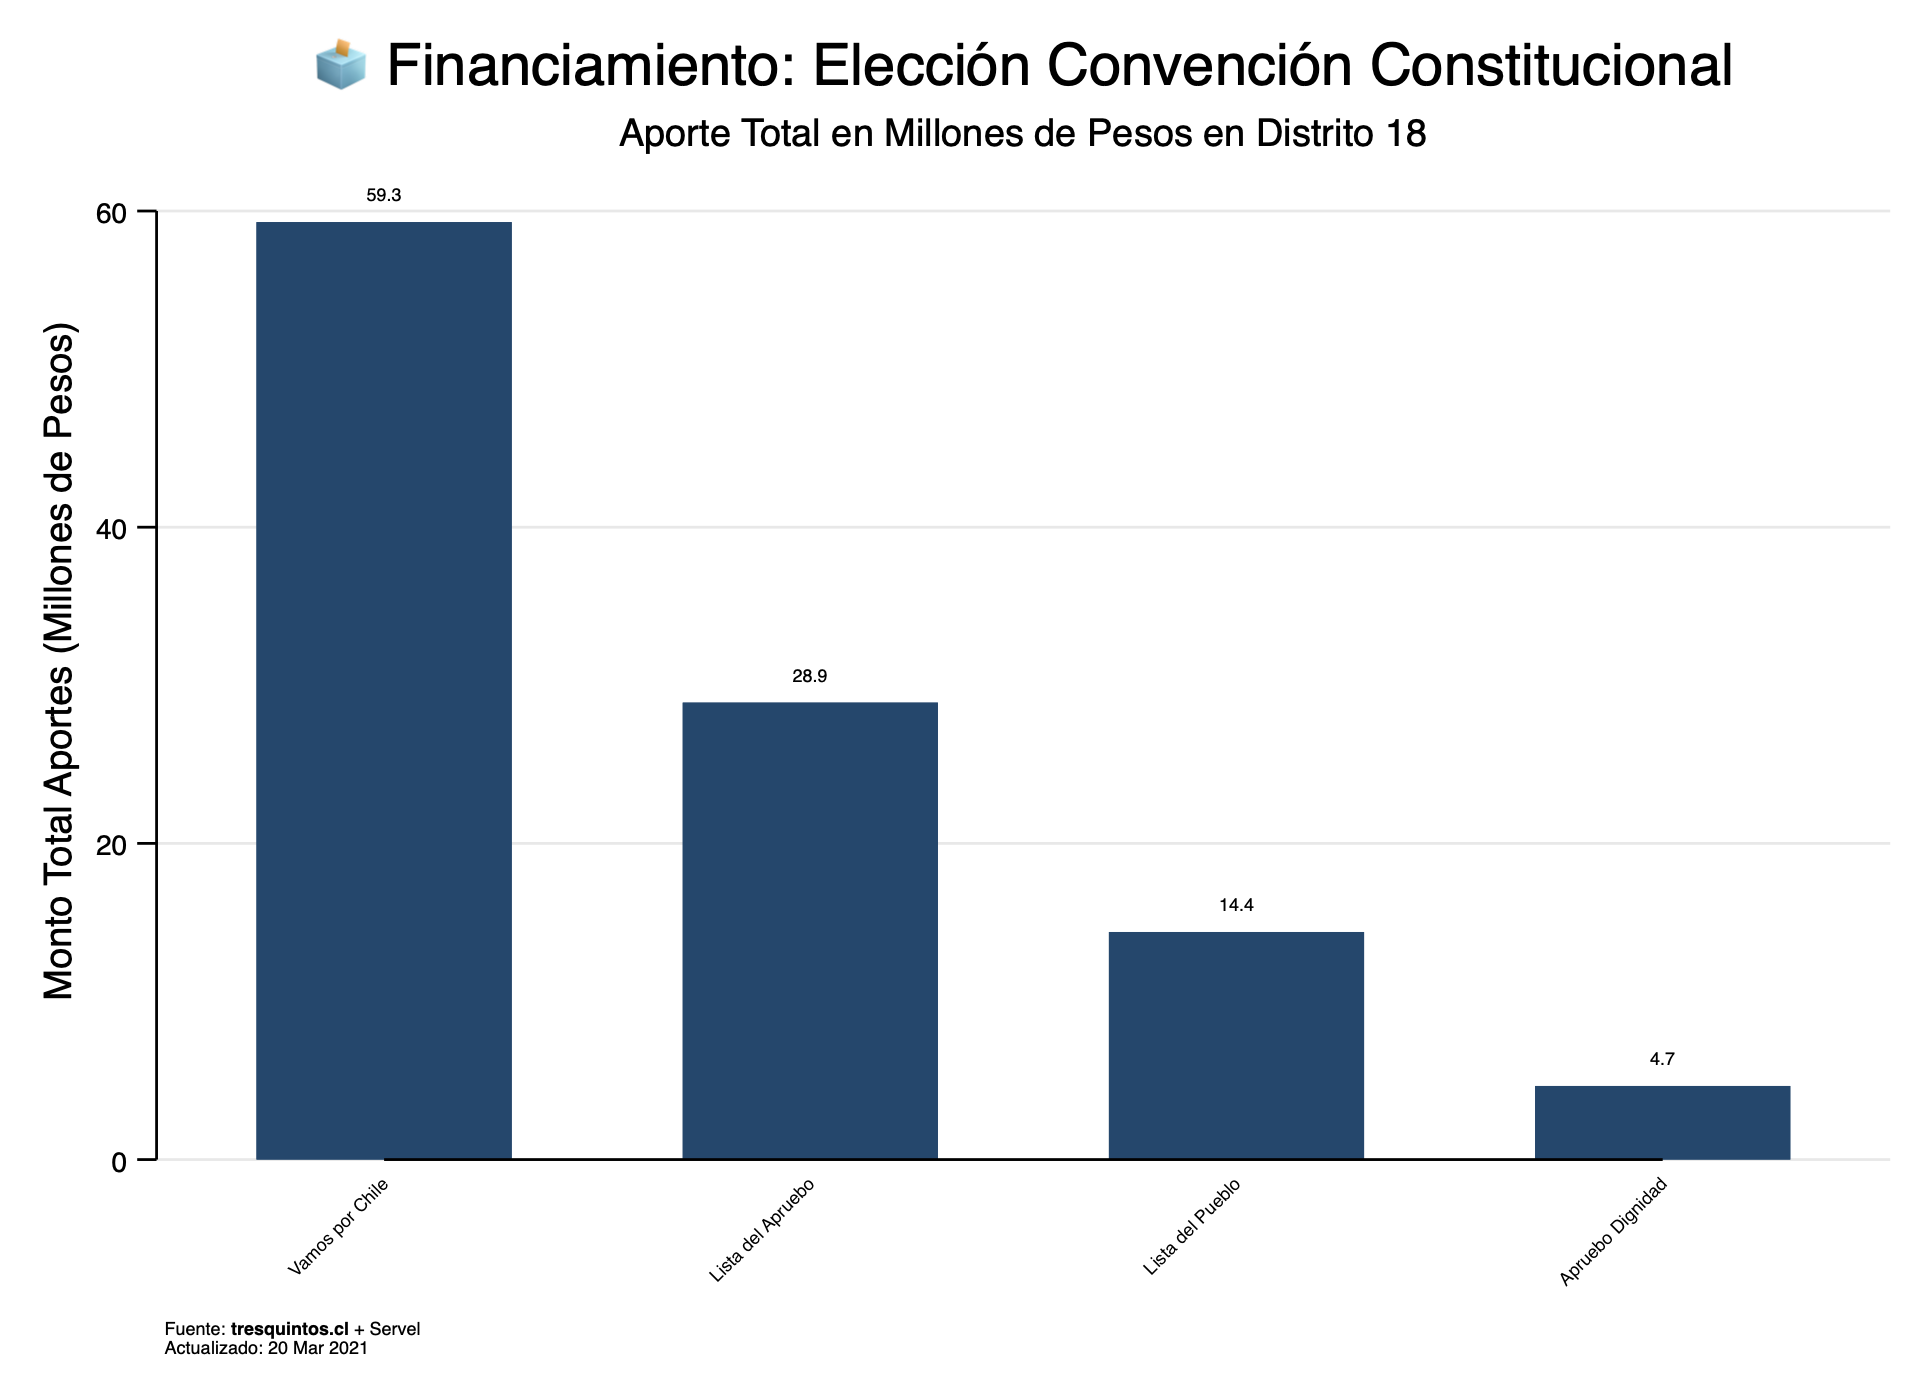 Financiamiento: Elección Convención Constitucional
Aporte Total en Millones de Pesos en Distrito 18
Monto Total Aportes (Millones de Pesos)
60
40
20
0
59.3
28.9
14.4
4.7
Vamos por Chile
Lista del Apruebo
Lista del Pueblo
Apruebo Dignidad
Fuente: tresquintos.cl + Servel
Actualizado: 20 Mar 2021